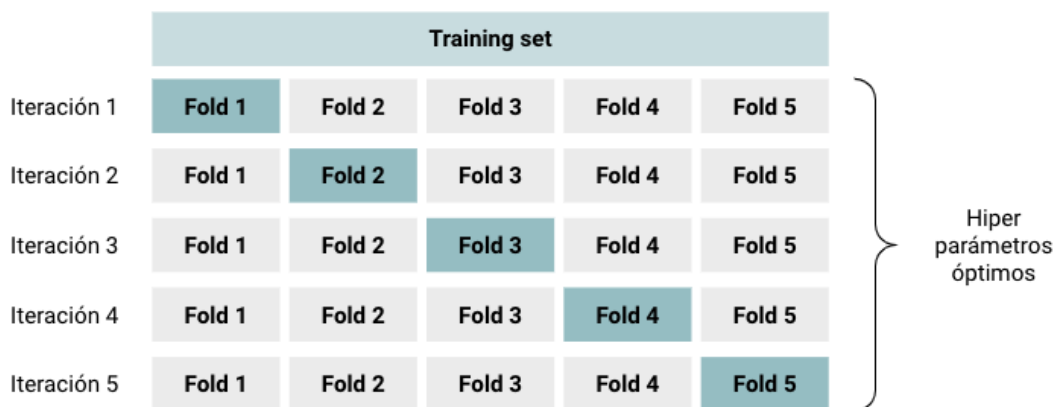 Training set
Iteración 1 Fold 1 Fold 2 Fold 3 Fold 4 Fold 5
Iteración 2 Fold 1 Fold 2 Fold 3 Fold 4 Fold 5
Iteración 3 Fold 1 Fold 2 Fold 3 Fold 4 Fold 5
Iteración 4 Fold 1 Fold 2 Fold 3 Fold 4 Fold 5
Iteración 5 Fold 1 Fold 2 Fold 3 Fold 4 Fold 5
Hiper
parámetros
óptimos